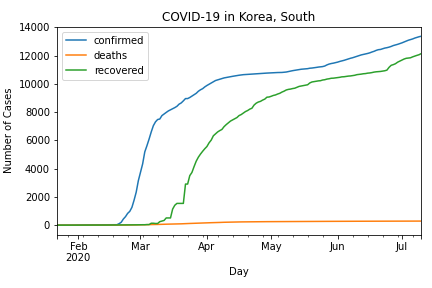 COVID-19 in Korea, South
14000
12000
10000
8000
6000
4000
2000
0
Number of Cases
confirmed
deaths
recovered
Feb
2020
Mar
Apr
May
Jun
Jul
Day